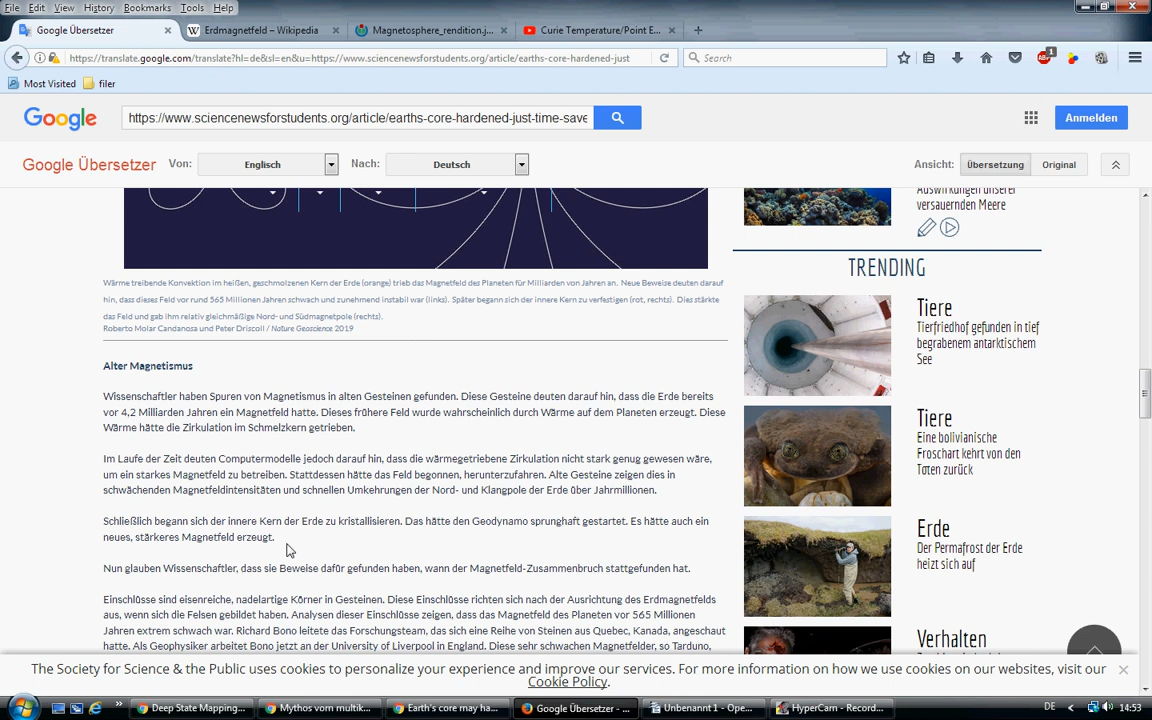 File Edit View History Bookmarks Tools Help
Google Übersetzer
Erdmagnetfeld – Wikipedia
Magnetosphere_rendition.j...
Curie Temperature/Point E...
https://translate.google.com/translate?hl=de&sl=en&u=https://www.sciencenewsforstudents.org/article/earths-core-hardened-just
Search
ABP
1
Most Visited
filer
Google
https://www.sciencenewsforstudents.org/article/earths-core-hardened-just-time-save
Anmelden
Google Übersetzer
Von:
Englisch
Nach:
Deutsch
Ansicht:
Übersetzung
Original
Wärme treibende Konvektion im heißen, geschmolzenen Kern der Erde (orange) trieb das Magnetfeld des Planeten für Milliarden von Jahren an. Neue Beweise deuten darauf
hin, dass dieses Feld vor rund 565 Millionen Jahren schwach und zunehmend instabil war (links). Später begann sich der innere Kern zu verfestigen (rot, rechts). Dies stärkte
das Feld und gab ihm relativ gleichmäßige Nord- und Südmagnetpole (rechts).
Roberto Molar Candanosa und Peter Driscoll / Nature Geoscience 2019
Alter Magnetismus
Wissenschaftler haben Spuren von Magnetismus in alten Gesteinen gefunden. Diese Gesteine deuten darauf hin, dass die Erde bereits
vor 4,2 Milliarden Jahren ein Magnetfeld hatte. Dieses frühere Feld wurde wahrscheinlich durch Wärme auf dem Planeten erzeugt. Diese
Wärme hätte die Zirkulation im Schmelzkern getrieben.
Im Laufe der Zeit deuten Computermodelle jedoch darauf hin, dass die wärmegetriebene Zirkulation nicht stark genug gewesen wäre,
um ein starkes Magnetfeld zu betreiben. Stattdessen hätte das Feld begonnen, herunterzufahren. Alte Gesteine zeigen dies in
schwächenden Magnetfeldintensitäten und schnellen Umkehrungen der Nord- und Klangpole der Erde über Jahrmillionen.
Schließlich begann sich der innere Kern der Erde zu kristallisieren. Das hätte den Geodynamo sprunghaft gestartet. Es hätte auch ein
neues, stärkeres Magnetfeld erzeugt.
Nun glauben Wissenschaftler, dass sie Beweise dafür gefunden haben, wann der Magnetfeld-Zusammenbruch stattgefunden hat.
Einschlüsse sind eisenreiche, nadelartige Körner in Gesteinen. Diese Einschlüsse richten sich nach der Ausrichtung des Erdmagnetfelds
aus, wenn sich die Felsen gebildet haben. Analysen dieser Einschlüsse zeigen, dass das Magnetfeld des Planeten vor 565 Millionen
Jahren extrem schwach war. Richard Bono leitete das Forschungsteam, das sich eine Reihe von Steinen aus Quebec, Kanada, angeschaut
hatte. Als Geophysiker arbeitet Bono jetzt an der University of Liverpool in England. Diese sehr schwachen Magnetfelder, so Tarduno,
Auswirkungen unserer
versauernden Meere
TRENDING
Tiere
Tierfriedhof gefunden in tief
begrabenem antarktischem
See
Tiere
Eine bolivianische
Froschart kehrt von den
Toten zurück
Erde
Der Permafrost der Erde
heizt sich auf
Verhalten
The Society for Science & the Public uses cookies to personalize your experience and improve our services. For more information on how we use cookies on our websites, visit our
Cookie Policy.
Deep State Mapping...
Mythos vom multik...
Earth's core may ha...
Google Übersetzer - ...
Unbenannt 1 - Ope...
HyperCam - Record...
DE
14:53